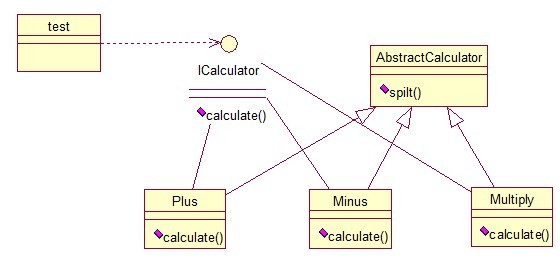 test
ICalculator
calculate()
AbstractCalculator
spilt()
Plus
calculate()
Minus
calculate()
Multiply
calculate()